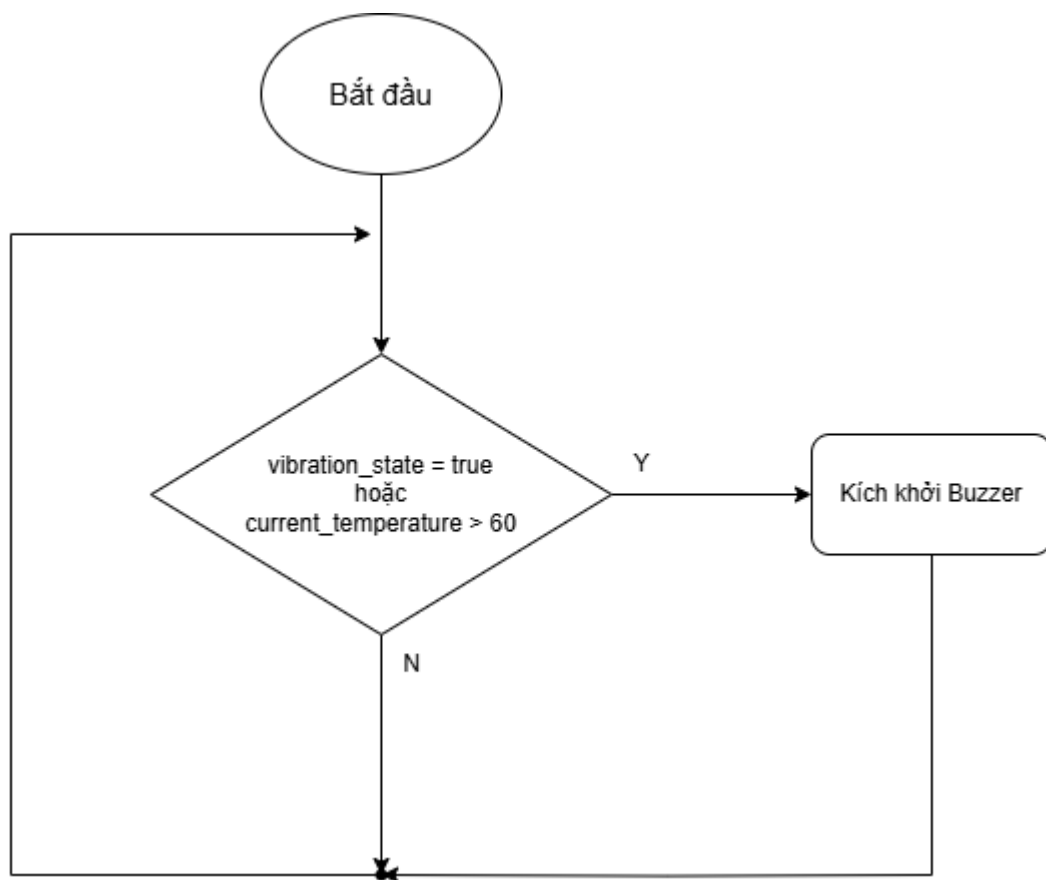 Bắt đầu
vibration_state = true
hoặc
current_temperature > 60
Y
Kích khởi Buzzer
N